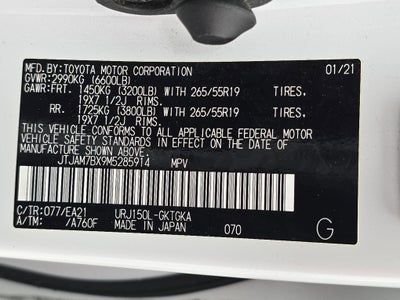 MFD.BY:TOYOTA MOTOR CORPORATION 01/21
GVWR:2990KG (6600LB)
GAWR:FRT. 1450KG (3200LB) WITH 265/55R19 TIRES.
19X7 1/2J RIMS.
RR. 1725KG (3800LB) WITH 265/55R19 TIRES.
19X7 1/2J RIMS.
THIS VEHICLE CONFORMS TO ALL APPLICABLE FEDERAL MOTOR
VEHICLE SAFETY STANDARDS IN EFFECT ON THE DATE OF
MANUFACTURE SHOWN ABOVE.
JTJAM7BX9M5285914 MPV
C/TR:077/EA21 URJ150L-GKTGKA
A/TM: /A760F MADE IN JAPAN 070 G